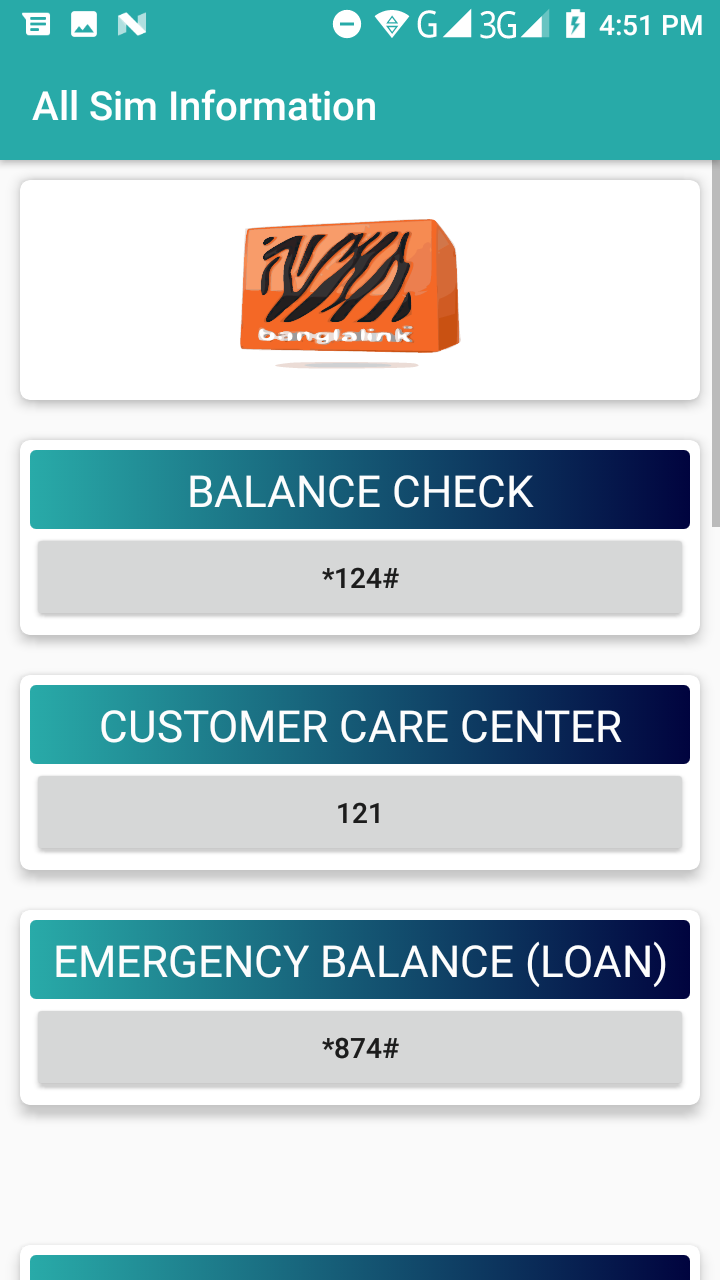 G 3G 4:51 PM
All Sim Information
banglalink
BALANCE CHECK
*124#
CUSTOMER CARE CENTER
121
EMERGENCY BALANCE (LOAN)
*874#